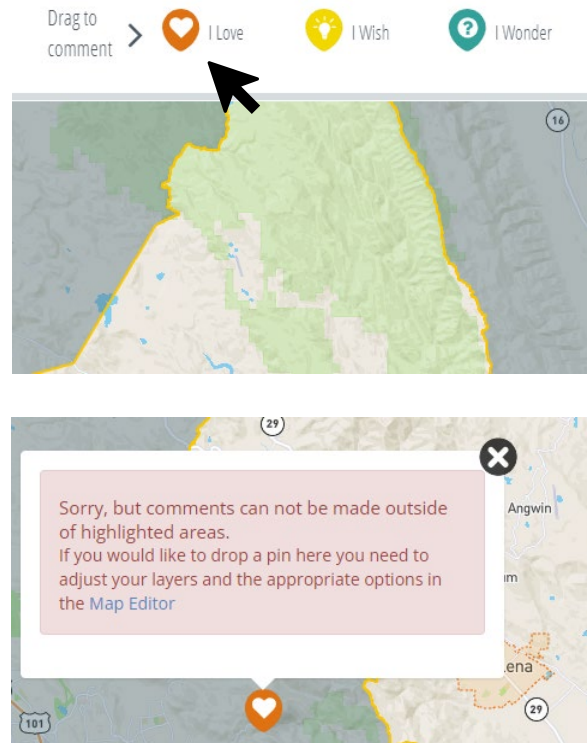 Drag to
comment
I Love
I Wish
I Wonder
16
29
Sorry, but comments can not be made outside
of highlighted areas.
If you would like to drop a pin here you need to
adjust your layers and the appropriate options in
the Map Editor
Angwin
um
ena
101
29